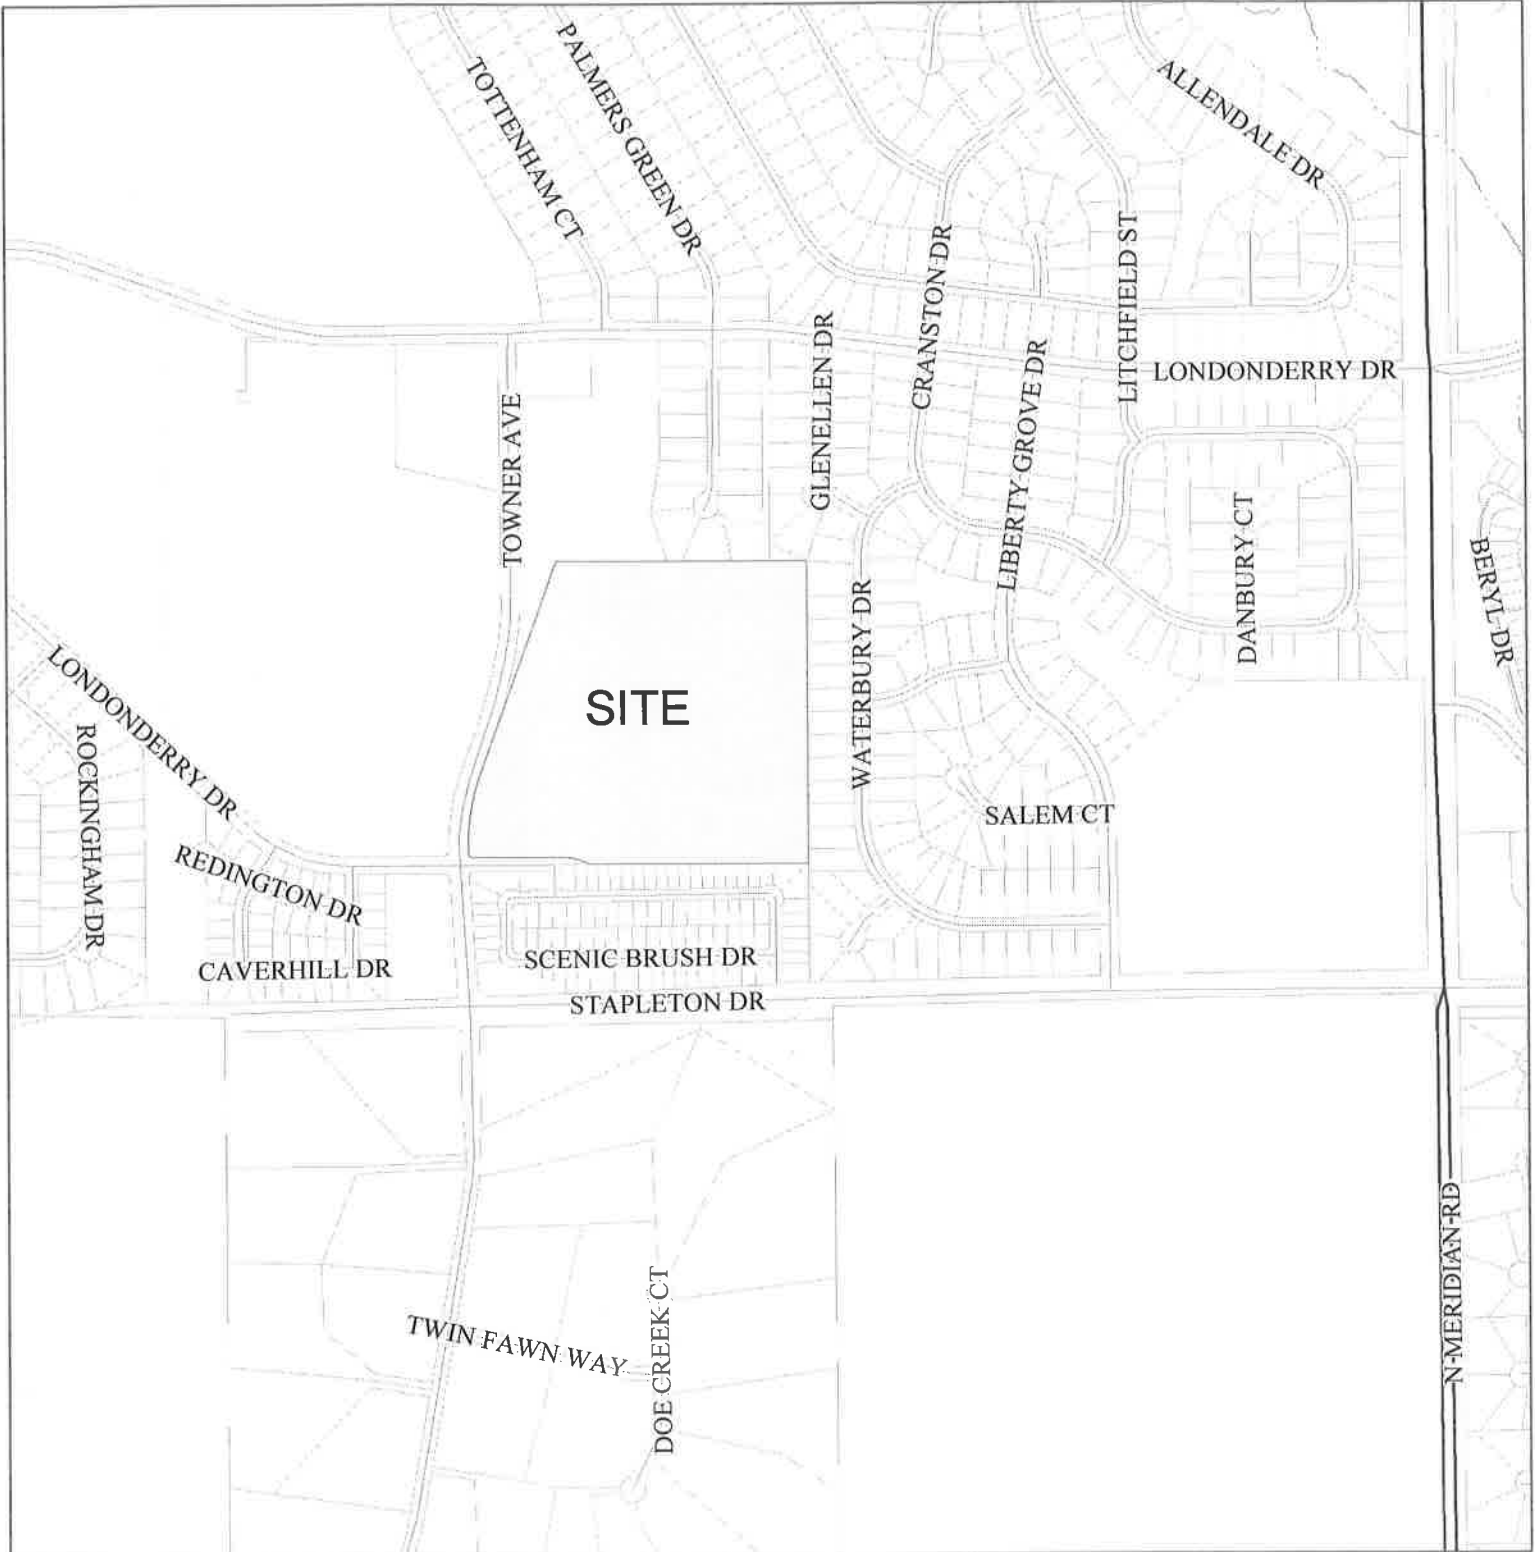 PALMERS GREEN DR
TOTTENHAM CT
ALLENDALE DR
CRANSTON DR
LITCHFIELD ST
GLENELLEN DR
LIBERTY GROVE DR
LONDONDERRY DR
TOWNER AVE
DANBURY CT
BERYL DR
WATERBURY DR
LONDONDERRY DR
SITE
ROCKINGHAM DR
SALEM CT
REDINGTON DR
CAVERHILL DR
SCENIC BRUSH DR
STAPLETON DR
N MERIDIAN RD
TWIN FAWN WAY
DOE CREEK CT